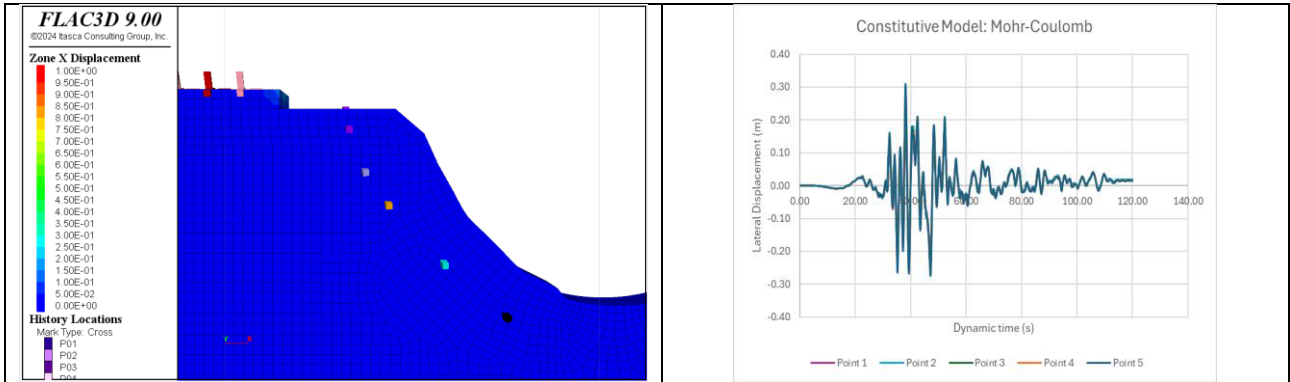 FLAC3D 9.00
©2024 Itasca Consulting Group, Inc.
Zone X Displacement
1.00E+00
9.50E-01
9.00E-01
8.50E-01
8.00E-01
7.50E-01
7.00E-01
6.50E-01
6.00E-01
5.50E-01
5.00E-01
4.50E-01
4.00E-01
3.50E-01
3.00E-01
2.50E-01
2.00E-01
1.50E-01
1.00E-01
5.00E-02
0.00E+00
History Locations
Mark Type: Cross
P01
P02
P03
Y X
Constitutive Model: Mohr-Coulomb
Lateral Displacement (m)
0.40
0.30
0.20
0.10
0.00
-0.10
-0.20
-0.30
-0.40
0.00 20.00 60.00 80.00 100.00 120.00 140.00
Dynamic time (s)
Point 1 Point 2 Point 3 Point 4 Point 5